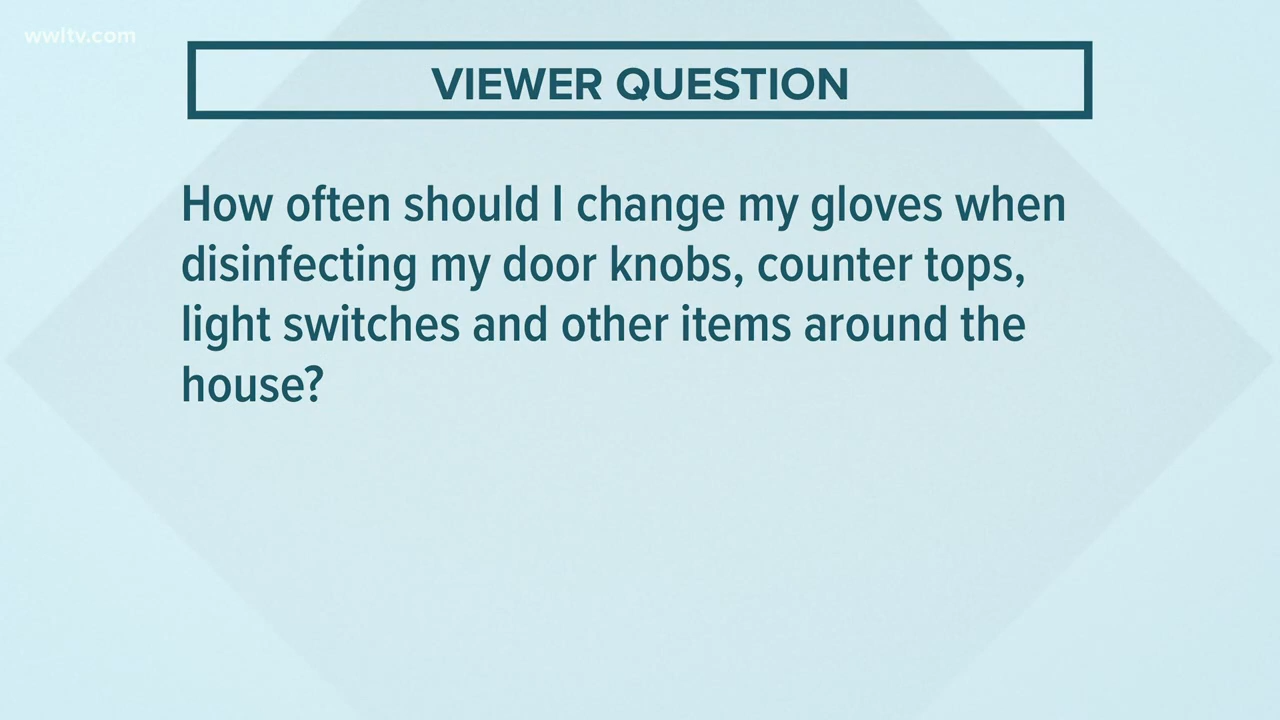 wwltv.com
VIEWER QUESTION
How often should I change my gloves when
disinfecting my door knobs, counter tops,
light switches and other items around the
house?